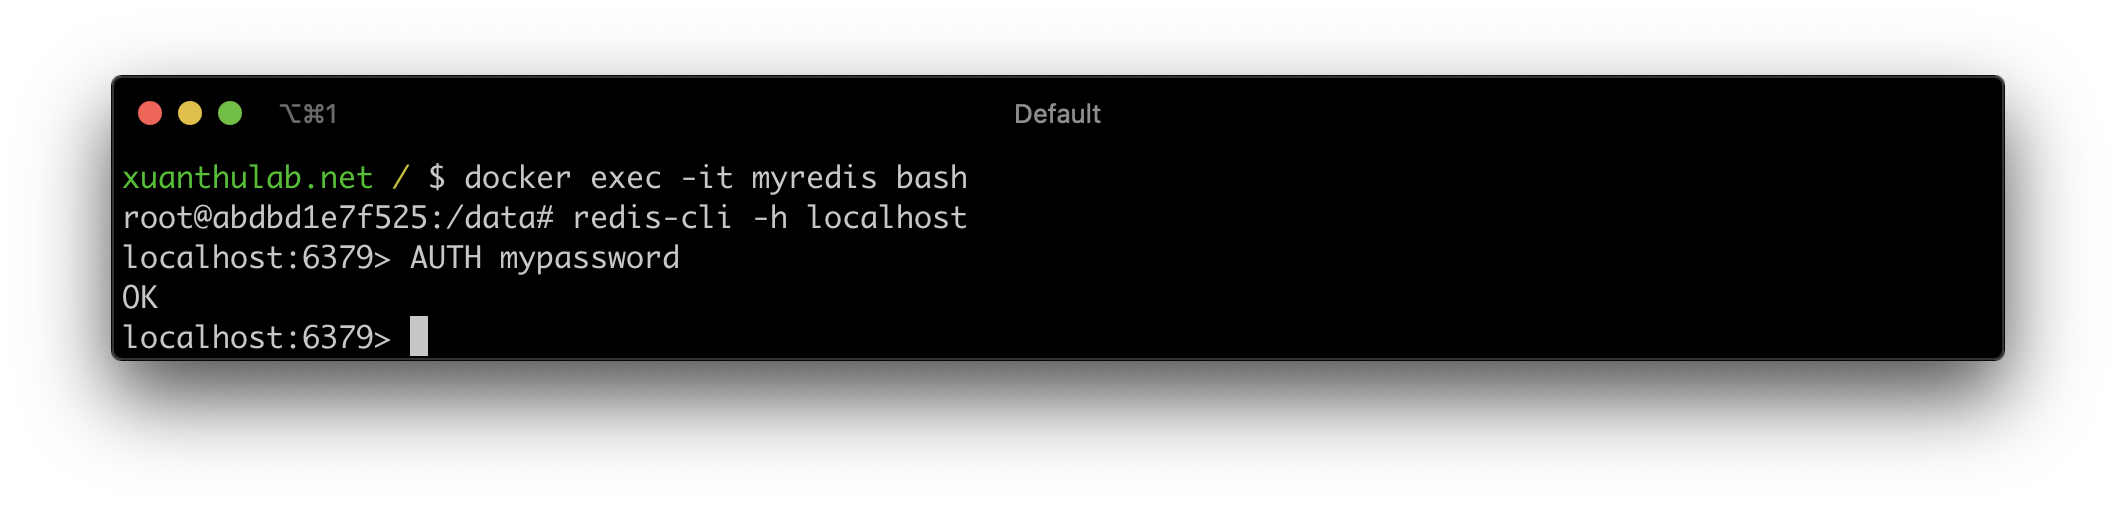 ⌥⌘1
Default
xuanthulab.net / $ docker exec -it myredis bash
root@abdbd1e7f525:/data# redis-cli -h localhost
localhost:6379> AUTH mypassword
OK
localhost:6379>